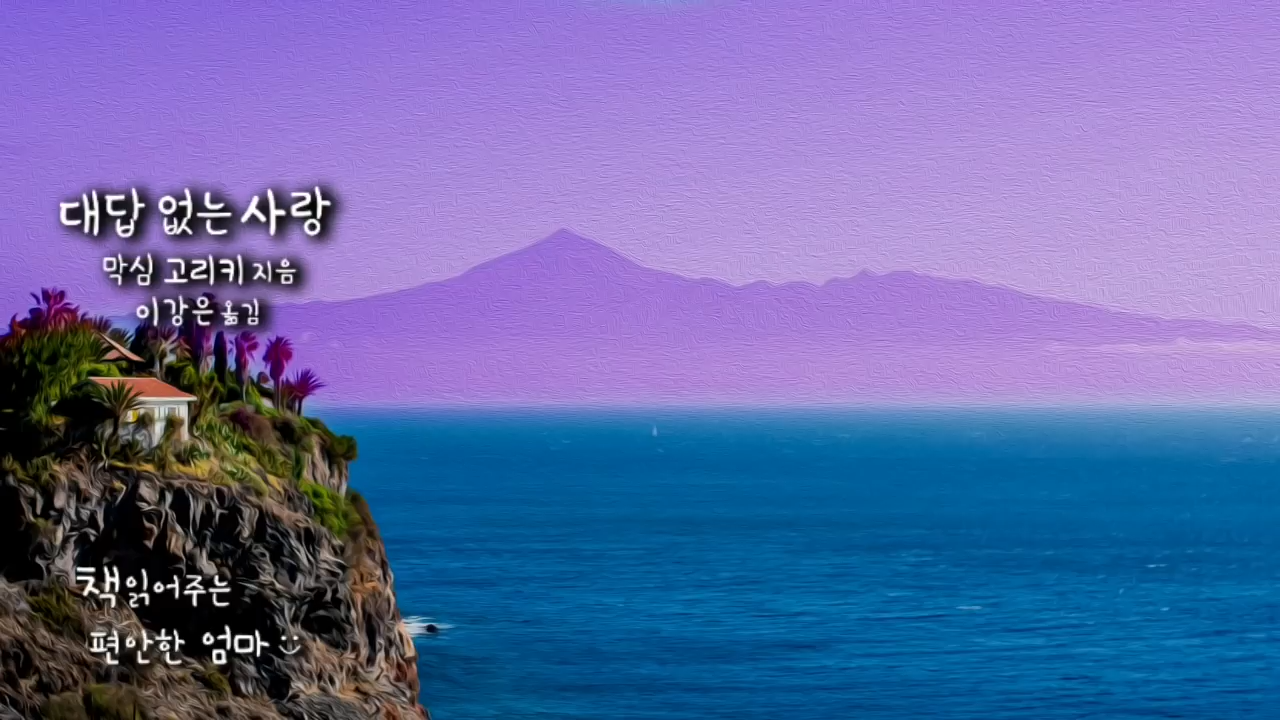 대답 없는 사랑
막심 고리키 지음
이강은 옮김
책읽어주는
편안한 엄마